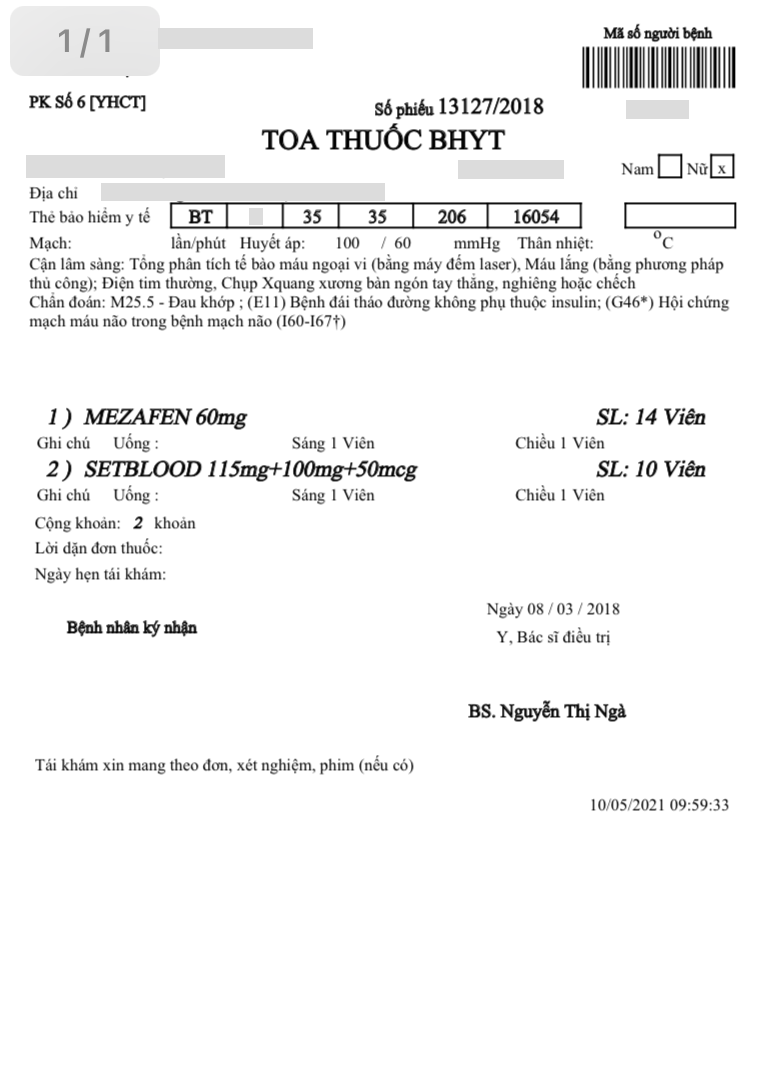 1/1
Mã số người bệnh
PK Số 6 [YHCT]
Số phiếu 13127/2018
TOA THUỐC BHYT
Nam Nữ x
Địa chỉ
Thẻ bảo hiểm y tế BT 35 35 206 16054
Mạch: lần/phút Huyết áp: 100 / 60 mmHg Thân nhiệt: °C
Cận lâm sàng: Tổng phân tích tế bào máu ngoại vi (bằng máy đếm laser), Máu lắng (bằng phương pháp
thủ công); Điện tim thường, Chụp Xquang xương bàn ngón tay thẳng, nghiêng hoặc chếch
Chẩn đoán: M25.5 - Đau khớp ; (E11) Bệnh đái tháo đường không phụ thuộc insulin; (G46*) Hội chứng
mạch máu não trong bệnh mạch não (I60-I67†)
1 ) MEZAFEN 60mg SL: 14 Viên
Ghi chú Uống : Sáng 1 Viên Chiều 1 Viên
2 ) SETBLOOD 115mg+100mg+50mcg SL: 10 Viên
Ghi chú Uống : Sáng 1 Viên Chiều 1 Viên
Cộng khoản: 2 khoản
Lời dặn đơn thuốc:
Ngày hẹn tái khám:
Ngày 08 / 03 / 2018
Bệnh nhân ký nhận
Y, Bác sĩ điều trị
BS. Nguyễn Thị Ngà
Tái khám xin mang theo đơn, xét nghiệm, phim (nếu có)
10/05/2021 09:59:33